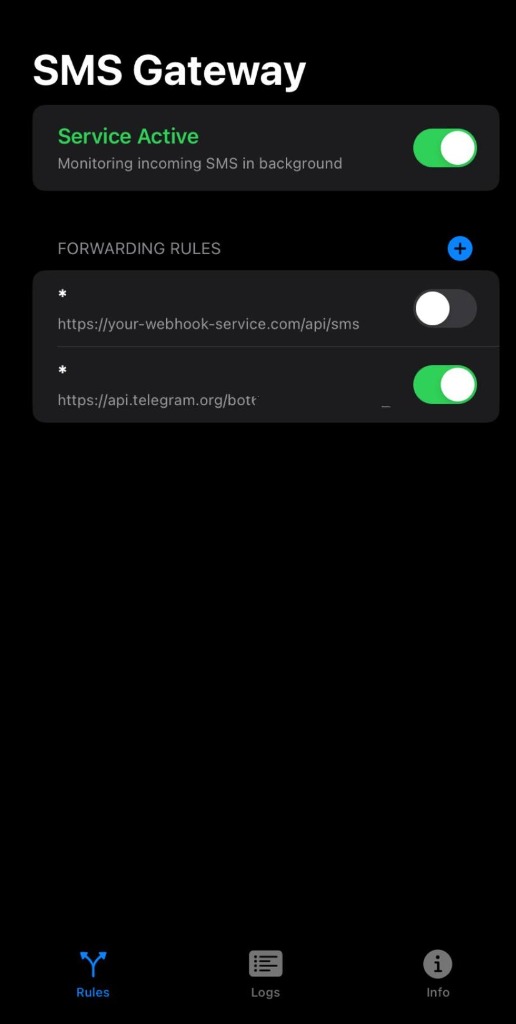 SMS Gateway
Service Active
Monitoring incoming SMS in background
FORWARDING RULES
*
https://your-webhook-service.com/api/sms
*
https://api.telegram.org/bot
Rules
Logs
Info